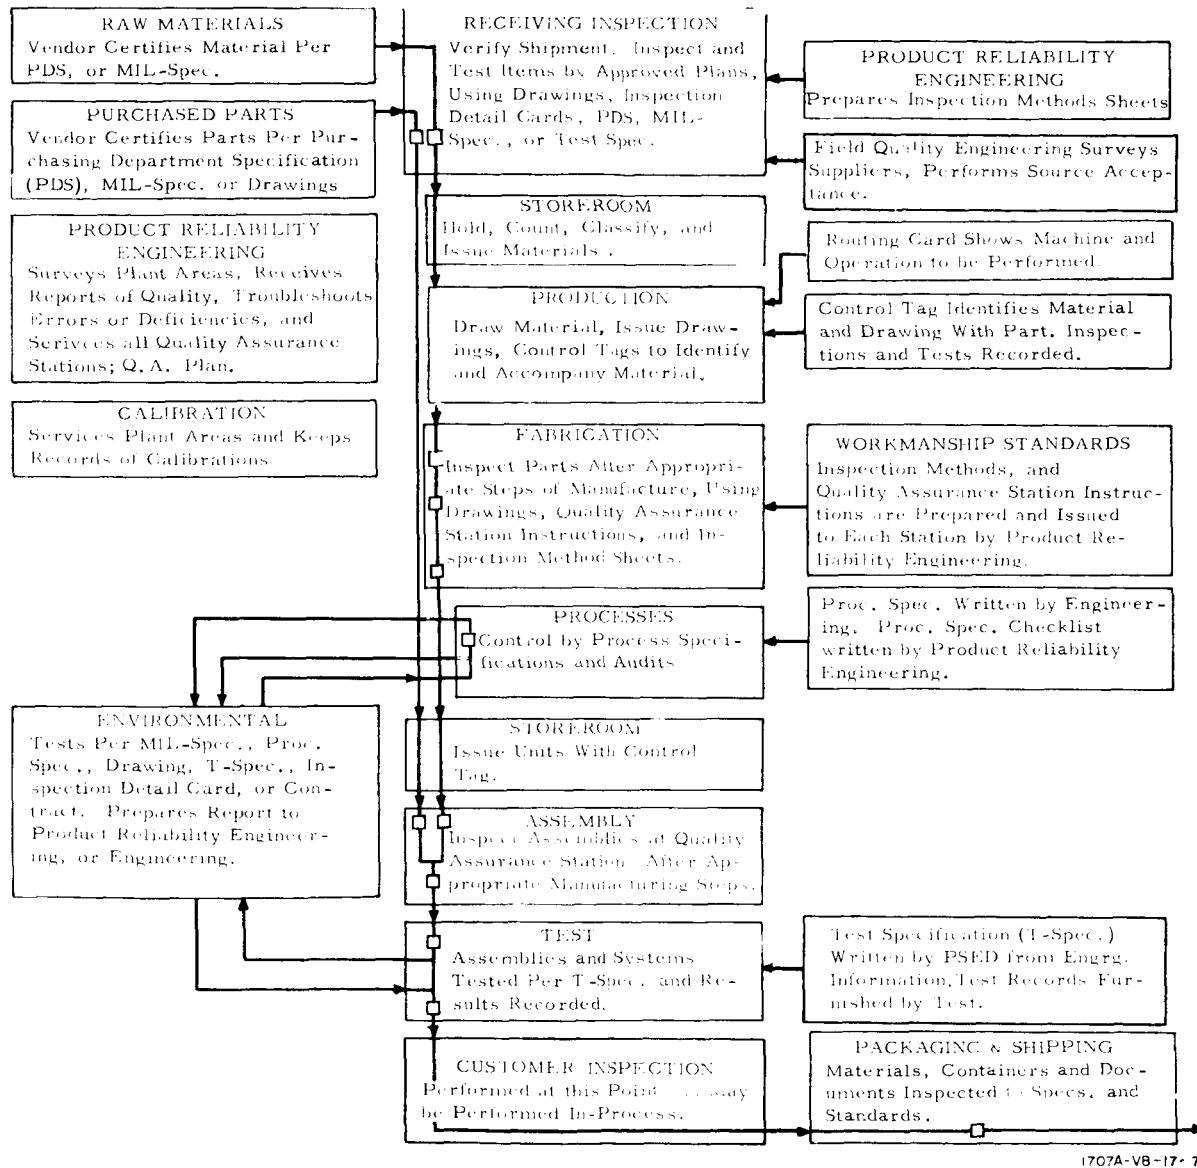 RAW MATERIALS
Vendor Certifies Material Per
PDS, or MIL-Spec.
PURCHASED PARTS
Vendor Certifies Parts Per Pur-
chasing Department Specification
(PDS), MIL-Spec. or Drawings
PRODUCT RELIABILITY
ENGINEERING
Surveys Plant Areas, Receives
Reports of Quality, Troubleshoots
Errors or Deficiencies, and
Serivces all Quality Assurance
Stations; Q.A. Plan.
CALIBRATION
Services Plant Areas and Keeps
Records of Calibrations
ENVIRONMENTAL
Tests Per MIL-Spec., Proc.
Spec., Drawing, T-Spec., In-
spection Detail Card, or Con-
tract. Prepares Report to
Product Reliability Engineer-
ing, or Engineering.
RECEIVING INSPECTION
Verify Shipment. Inspect and
Test Items by Approved Plans,
Using Drawings, Inspection
Detail Cards, PDS, MIL-
Spec., or Test Spec.
STOREROOM
Hold, Count, Classify, and
Issue Materials.
PRODUCTION
Draw Material, Issue Draw-
ings, Control Tags to Identify
and Accompany Material.
FABRICATION
Inspect Parts After Appropri-
ate Steps of Manufacture, Using
Drawings, Quality Assurance
Station Instructions, and In-
spection Method Sheets.
PROCESSES
Control by Process Speci-
fications and Audits
STOREROOM
Issue Units With Control
Tag.
ASSEMBLY
Inspect Assemblies at Quality
Assurance Station After Ap-
propriate Manufacturing Steps.
TEST
Assemblies and Systems
Tested Per T-Spec. and Re-
sults Recorded.
CUSTOMER INSPECTION
Performed at this Point may
be Performed In-Process.
PRODUCT RELIABILITY
ENGINEERING
Prepares Inspection Methods Sheets
Field Quality Engineering Surveys
Suppliers, Performs Source Accep-
tance.
Routing Card Shows Machine and
Operation to be Performed.
Control Tag Identifies Material
and Drawing With Part. Inspec-
tions and Tests Recorded.
WORKMANSHIP STANDARDS
Inspection Methods, and
Quality Assurance Station Instruc-
tions are Prepared and Issued
to Each Station by Product Re-
liability Engineering.
Proc. Spec. Written by Engineer-
ing. Proc. Spec. Checklist
written by Product Reliability
Engineering.
Test Specification (T-Spec.)
Written by PSED from Engrg.
Information, Test Records Fur-
nished by Test.
PACKAGING & SHIPPING
Materials, Containers and Doc-
uments Inspected to Specs. and
Standards.
1707A-VB-17-7